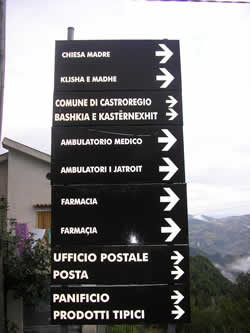 CHIESA MADRE
KLISHA E MADHE
COMUNE DI CASTROREGIO
BASHKIA E KASTËRNEXHIT
AMBULATORIO MEDICO
AMBULATORI I JATROIT
FARMACIA
FARMAÇIA
UFFICIO POSTALE
POSTA
PANIFICIO
PRODOTTI TIPICI